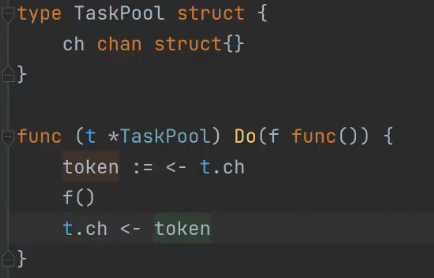 type TaskPool struct {
    ch chan struct{}
}
func (t *TaskPool) Do(f func()) {
    token := <- t.ch
    f()
    t.ch <- token
}